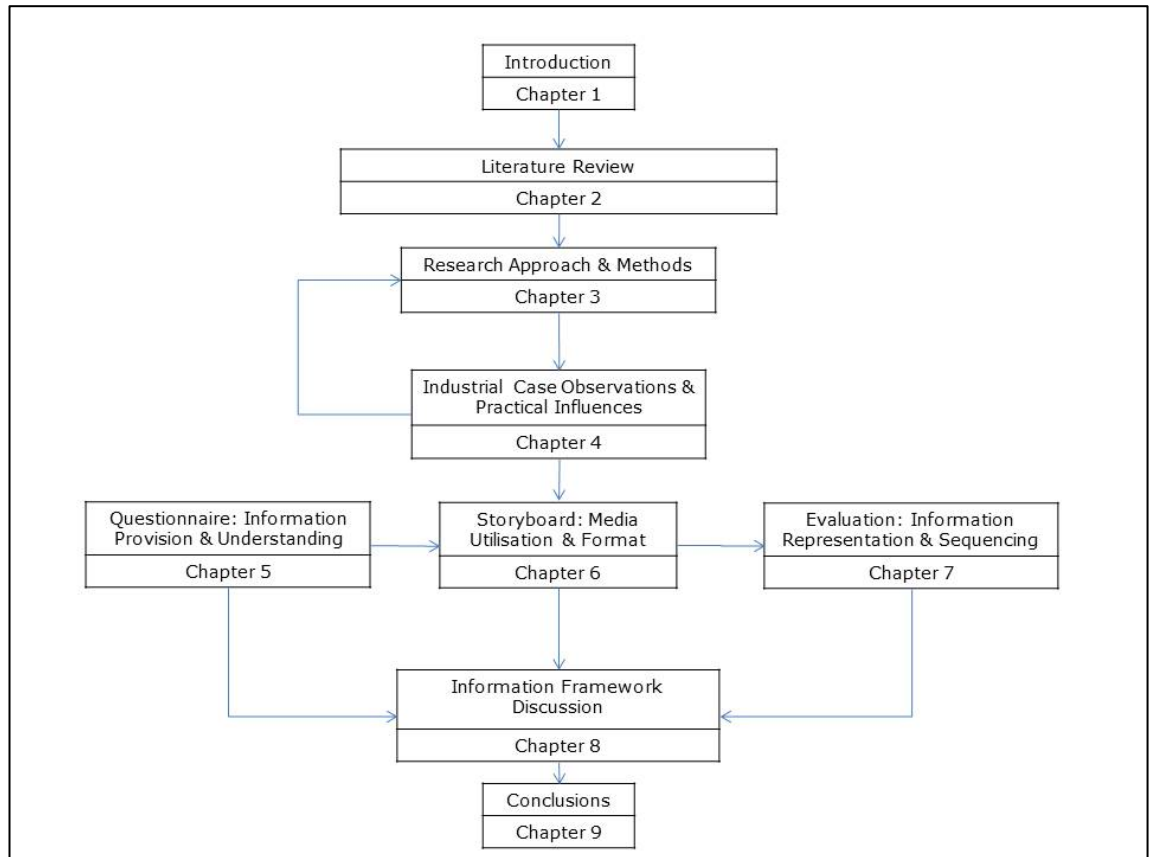 Introduction
Chapter 1
Literature Review
Chapter 2
Research Approach & Methods
Chapter 3
Industrial Case Observations &
Practical Influences
Chapter 4
Questionnaire: Information
Provision & Understanding
Chapter 5
Storyboard: Media
Utilisation & Format
Chapter 6
Evaluation: Information
Representation & Sequencing
Chapter 7
Information Framework
Discussion
Chapter 8
Conclusions
Chapter 9